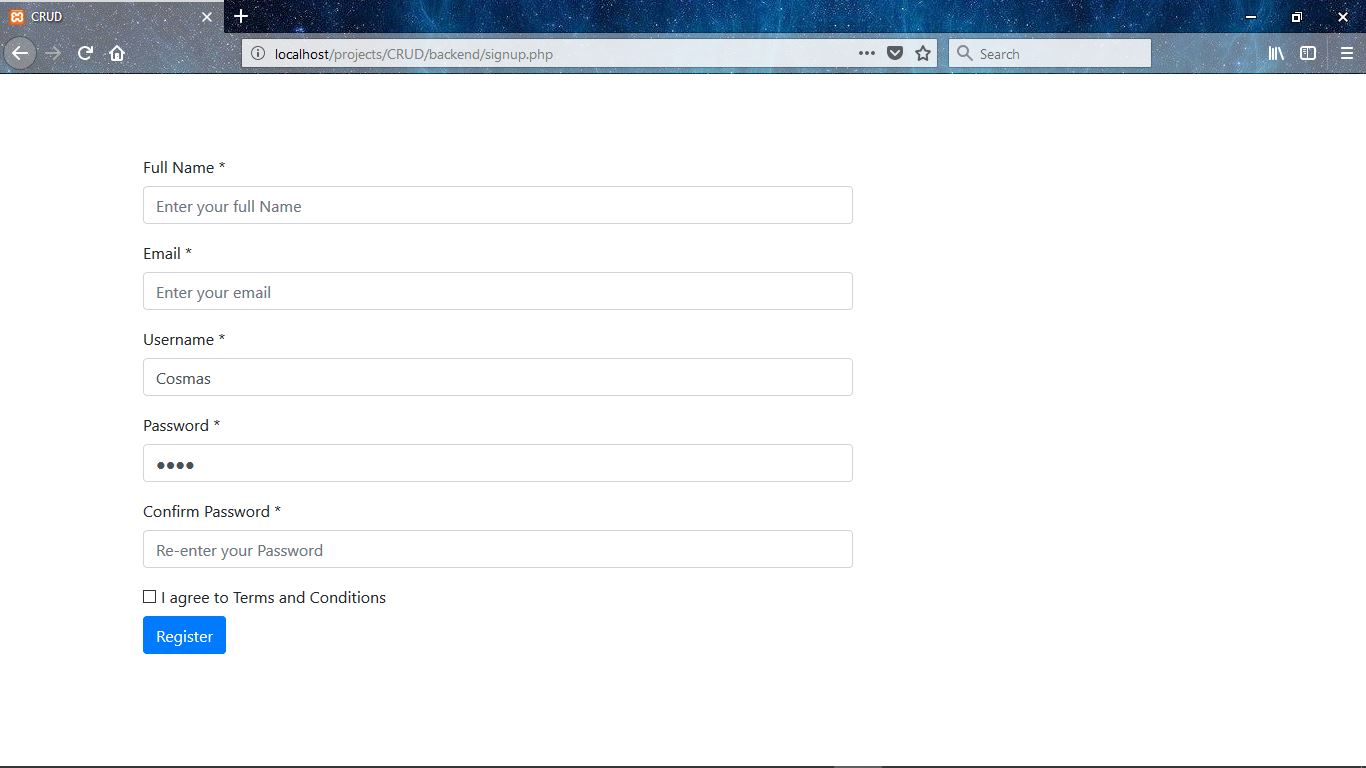 CRUD
localhost/projects/CRUD/backend/signup.php
Search
Full Name *
Enter your full Name
Email *
Enter your email
Username *
Cosmas
Password *
●●●●
Confirm Password *
Re-enter your Password
I agree to Terms and Conditions
Register